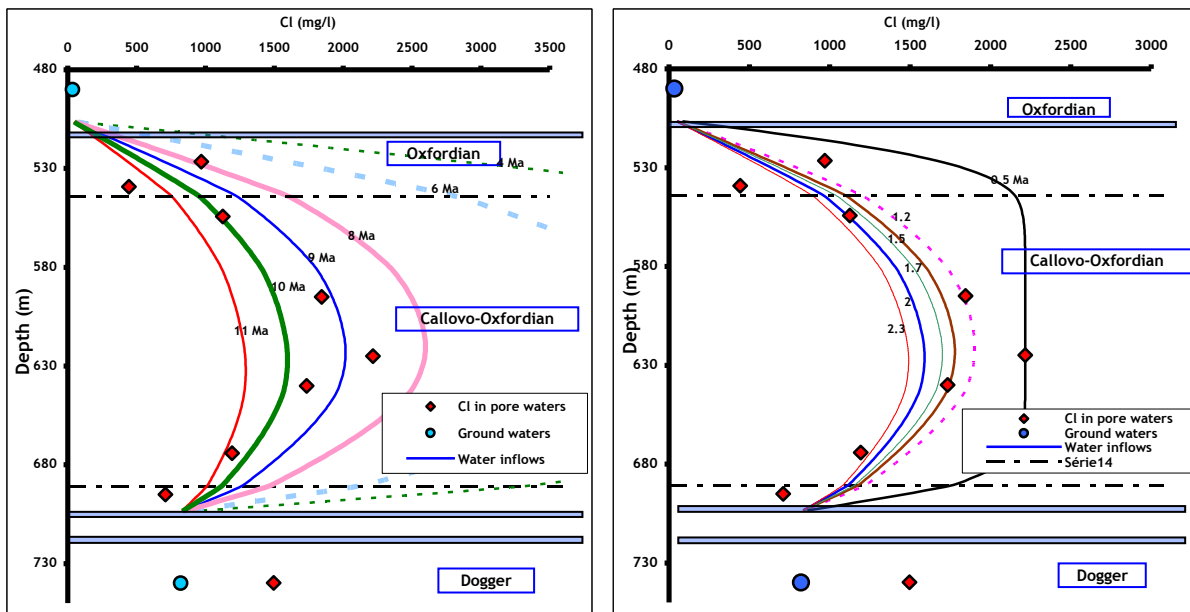 Cl (mg/l)
0 500 1000 1500 2000 2500 3000 3500
480
530
580
630
680
730
Depth (m)
Oxfordian
4 Ma
6 Ma
8 Ma
9 Ma
10 Ma
11 Ma
Callovo-Oxfordian
Cl in pore waters
Ground waters
Water inflows
Dogger
Cl (mg/l)
0 500 1000 1500 2000 2500 3000
480
530
580
630
680
730
Depth (m)
Oxfordian
0.5 Ma
1.2
1.5
1.7
2
2.3
Callovo-Oxfordian
Cl in pore waters
Ground waters
Water inflows
Série14
Dogger